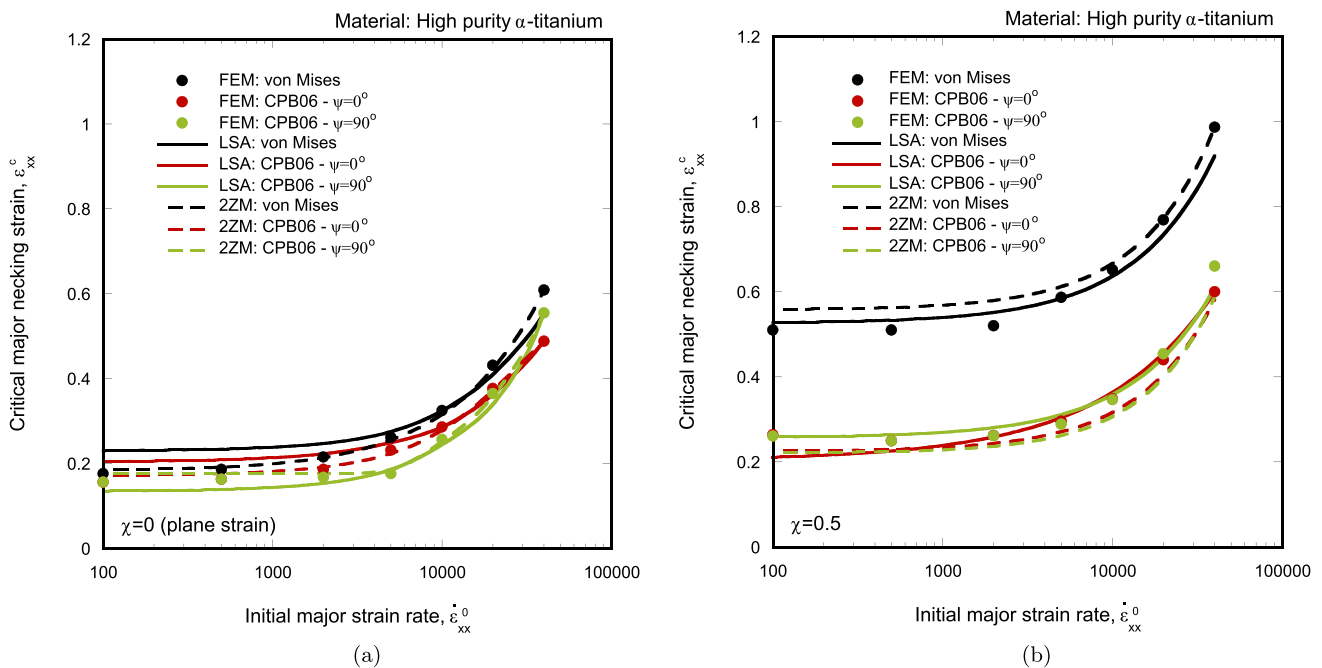 Material: High purity α-titanium
1.2
1
0.8
0.6
0.4
0.2
0
Critical major necking strain, ε^c_xx
FEM: von Mises
FEM: CPB06 - ψ=0°
FEM: CPB06 - ψ=90°
LSA: von Mises
LSA: CPB06 - ψ=0°
LSA: CPB06 - ψ=90°
2ZM: von Mises
2ZM: CPB06 - ψ=0°
2ZM: CPB06 - ψ=90°
χ=0 (plane strain)
100 1000 10000 100000
Initial major strain rate, ε̇^0_xx
(a)
Material: High purity α-titanium
1.2
1
0.8
0.6
0.4
0.2
0
Critical major necking strain, ε^c_xx
FEM: von Mises
FEM: CPB06 - ψ=0°
FEM: CPB06 - ψ=90°
LSA: von Mises
LSA: CPB06 - ψ=0°
LSA: CPB06 - ψ=90°
2ZM: von Mises
2ZM: CPB06 - ψ=0°
2ZM: CPB06 - ψ=90°
χ=0.5
100 1000 10000 100000
Initial major strain rate, ε̇^0_xx
(b)